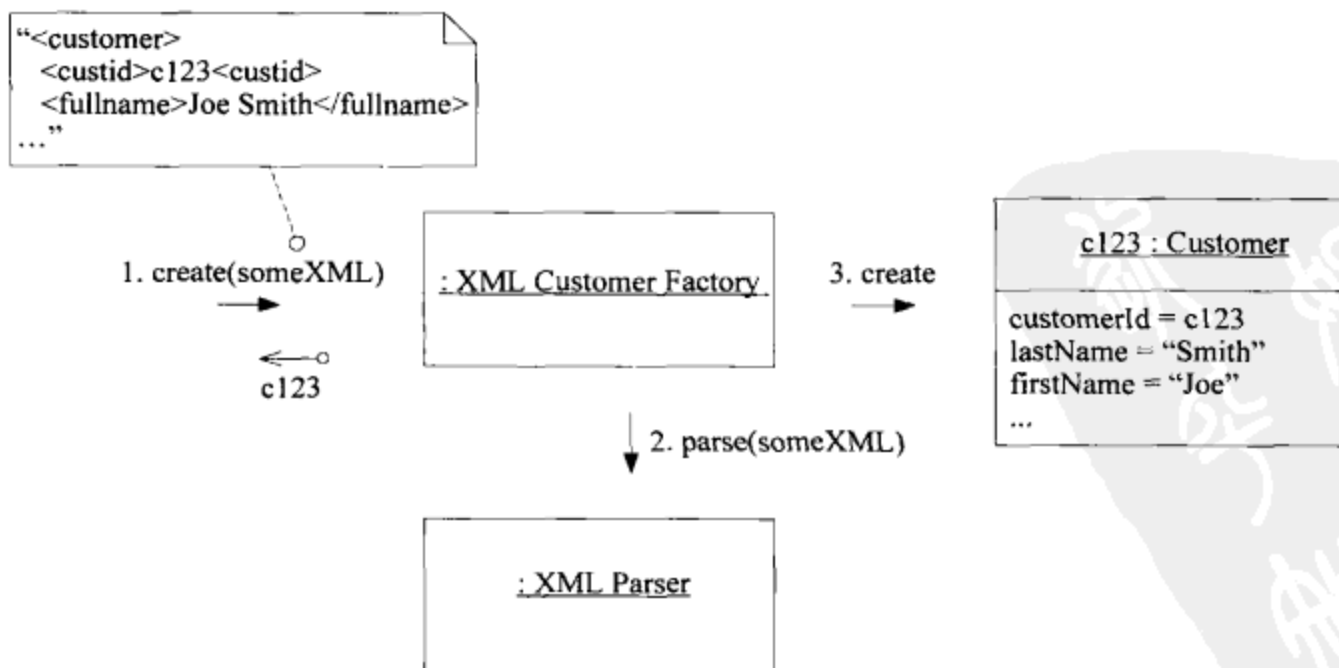 “<customer>
<custid>c123<custid>
<fullname>Joe Smith</fullname>
…”
1. create(someXML)
c123
: XML Customer Factory
3. create
c123 : Customer
customerId = c123
lastName = “Smith”
firstName = “Joe”
...
2. parse(someXML)
: XML Parser